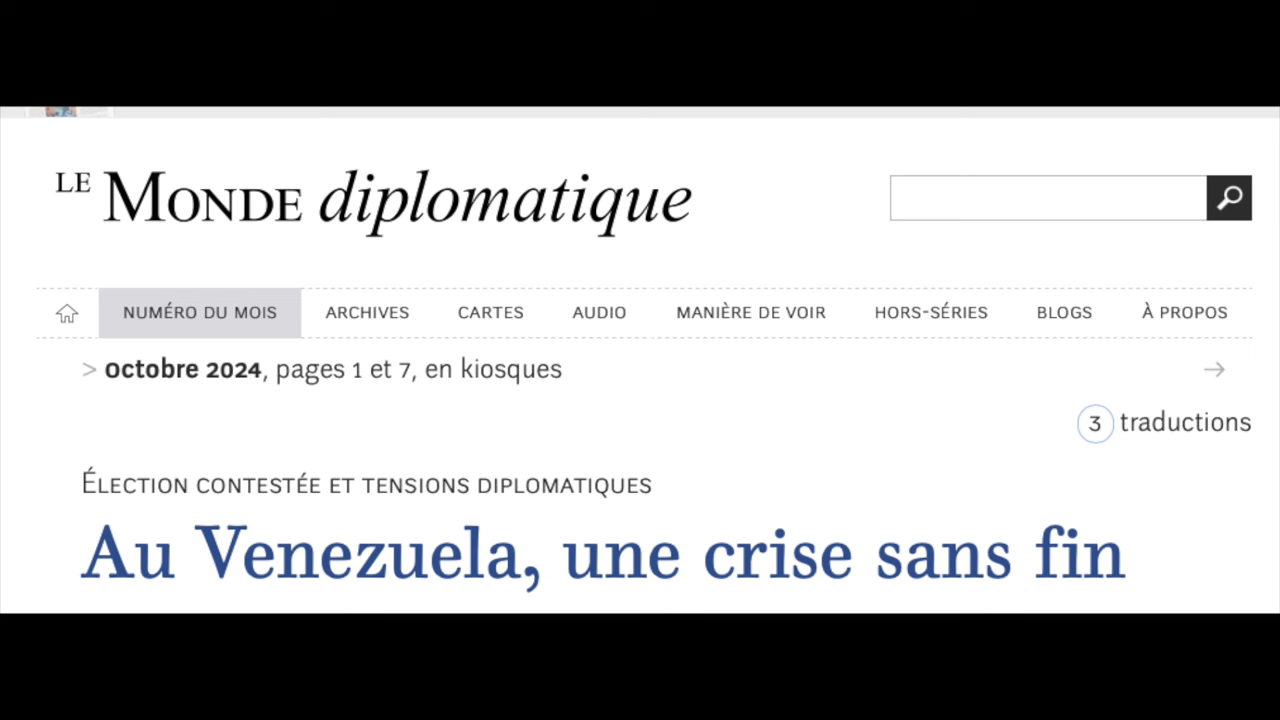 LE MONDE diplomatique
NUMÉRO DU MOIS ARCHIVES CARTES AUDIO MANIÈRE DE VOIR HORS-SÉRIES BLOGS À PROPOS
> octobre 2024, pages 1 et 7, en kiosques →
3 traductions
ÉLECTION CONTESTÉE ET TENSIONS DIPLOMATIQUES
Au Venezuela, une crise sans fin